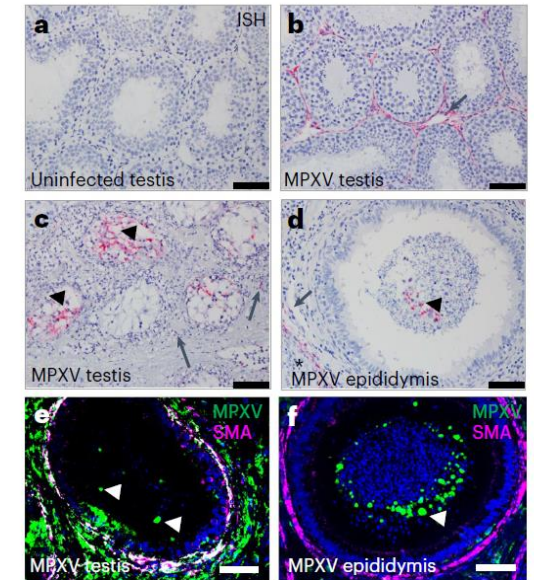 a
ISH
Uninfected testis
b
MPXV testis
c
MPXV testis
d
*
MPXV epididymis
e
MPXV
SMA
MPXV testis
f
MPXV
SMA
MPXV epididymis